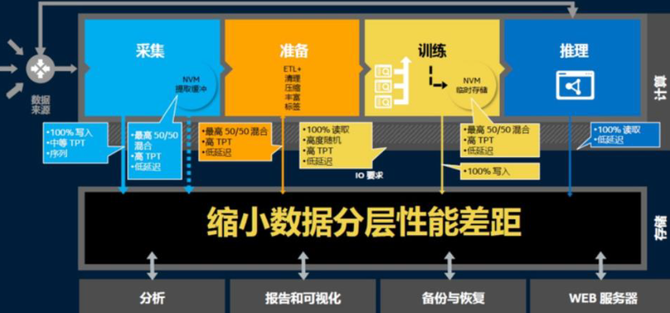 采集
NVM
摄取缓冲
准备
ETL+
清理
压缩
丰富
标签
训练
NVM
临时存储
推理
计算
数据
来源
•100% 写入
•中等 TPT
•序列
•最高 50/50
混合
•高 TPT
•低延迟
•最高 50/50 混合
•高 TPT
•低延迟
•100% 读取
•高度随机
•高 TPT
•低延迟
•最高 50/50 混合
•高 TPT
•低延迟
•100% 写入
•100% 读取
•低延迟
IO 要求
缩小数据分层性能差距
存储
分析
报告和可视化
备份与恢复
WEB 服务器